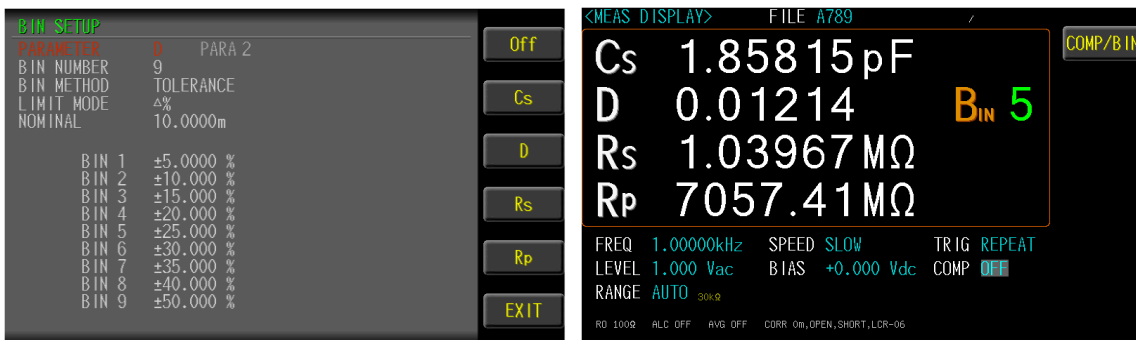 BIN SETUP
PARAMETER D PARA 2
BIN NUMBER 9
BIN METHOD TOLERANCE
LIMIT MODE △%
NOMINAL 10.0000m
BIN 1 ±5.0000 %
BIN 2 ±10.000 %
BIN 3 ±15.000 %
BIN 4 ±20.000 %
BIN 5 ±25.000 %
BIN 6 ±30.000 %
BIN 7 ±35.000 %
BIN 8 ±40.000 %
BIN 9 ±50.000 %
Off
Cs
D
Rs
Rp
EXIT
<MEAS DISPLAY> FILE A789 /
COMP/BIN
Cs 1.85815pF
D 0.01214 BIN 5
Rs 1.03967MΩ
Rp 7057.41MΩ
FREQ 1.00000kHz SPEED SLOW TRIG REPEAT
LEVEL 1.000 Vac BIAS +0.000 Vdc COMP OFF
RANGE AUTO 30kΩ
RO 100Ω ALC OFF AVG OFF CORR 0m,OPEN,SHORT,LCR-06